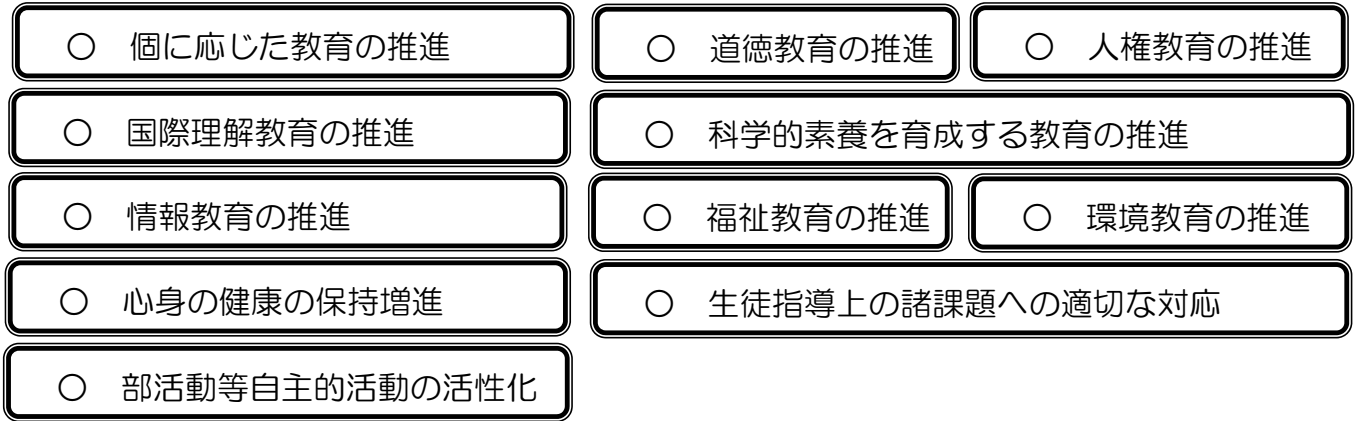 ○ 個に応じた教育の推進
○ 道徳教育の推進
○ 人権教育の推進
○ 国際理解教育の推進
○ 科学的素養を育成する教育の推進
○ 情報教育の推進
○ 福祉教育の推進
○ 環境教育の推進
○ 心身の健康の保持増進
○ 生徒指導上の諸課題への適切な対応
○ 部活動等自主的活動の活性化